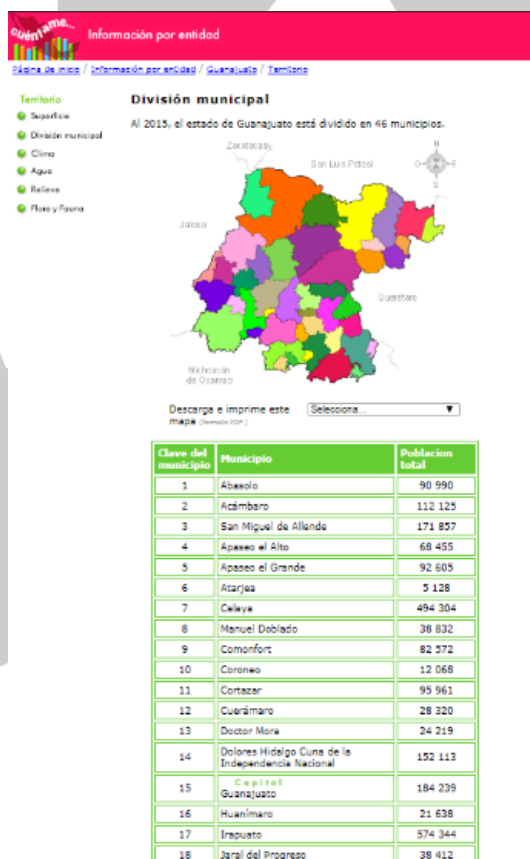 cuéntame...
Información por entidad
Página de inicio / Información por entidad / Guanajuato / Territorio
Territorio
Superficie
División municipal
Clima
Agua
Relieve
Flora y Fauna
División municipal
Al 2015, el estado de Guanajuato está dividido en 46 municipios.
Zacatecas
San Luis Potosí
N
O E
S
Jalisco
Querétaro
Michoacán
de Ocampo
Descarga e imprime este Selecciona...
mapa (formato PDF)
Clave del municipio Municipio Poblacion total
1 Abasolo 90 990
2 Acámbaro 112 125
3 San Miguel de Allende 171 857
4 Apaseo el Alto 68 455
5 Apaseo el Grande 92 605
6 Atarjea 5 128
7 Celaya 494 304
8 Manuel Doblado 38 832
9 Comonfort 82 572
10 Coroneo 12 068
11 Cortazar 95 961
12 Cuerámaro 28 320
13 Doctor Mora 24 219
14 Dolores Hidalgo Cuna de la Independencia Nacional 152 113
15 Capital Guanajuato 184 239
16 Huanímaro 21 638
17 Irapuato 574 344
18 Jaral del Progreso 38 412